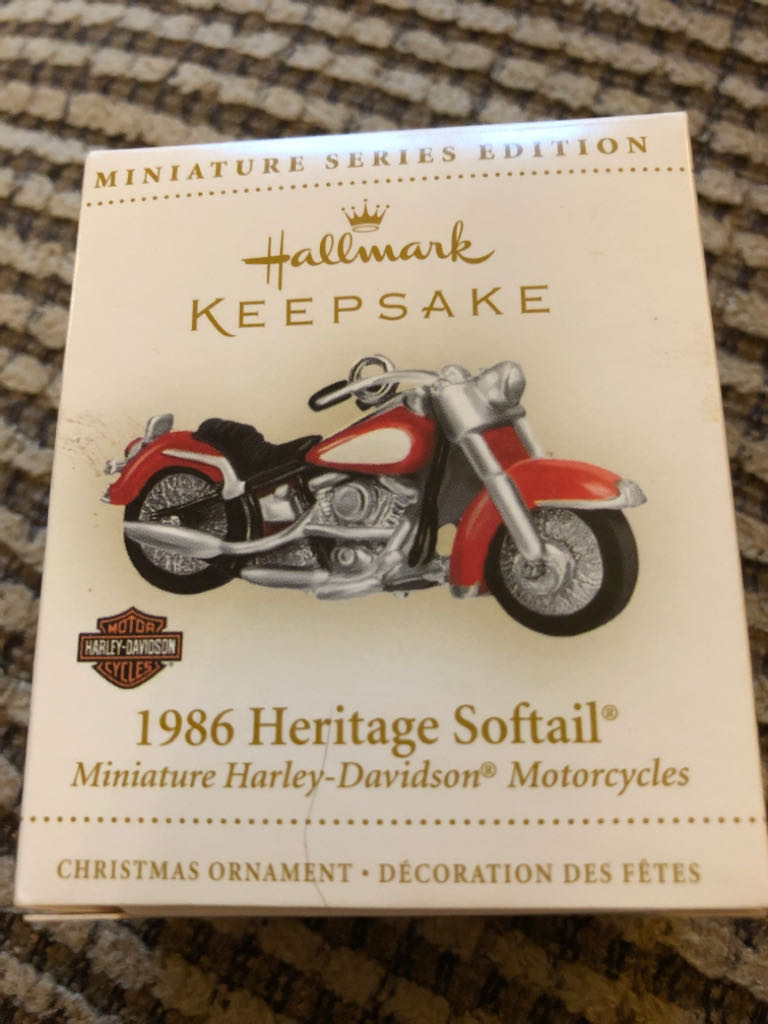 MINIATURE SERIES EDITION
Hallmark
KEEPSAKE
MOTOR
HARLEY-DAVIDSON
CYCLES
1986 Heritage Softail®
Miniature Harley-Davidson® Motorcycles
CHRISTMAS ORNAMENT • DÉCORATION DES FÊTES